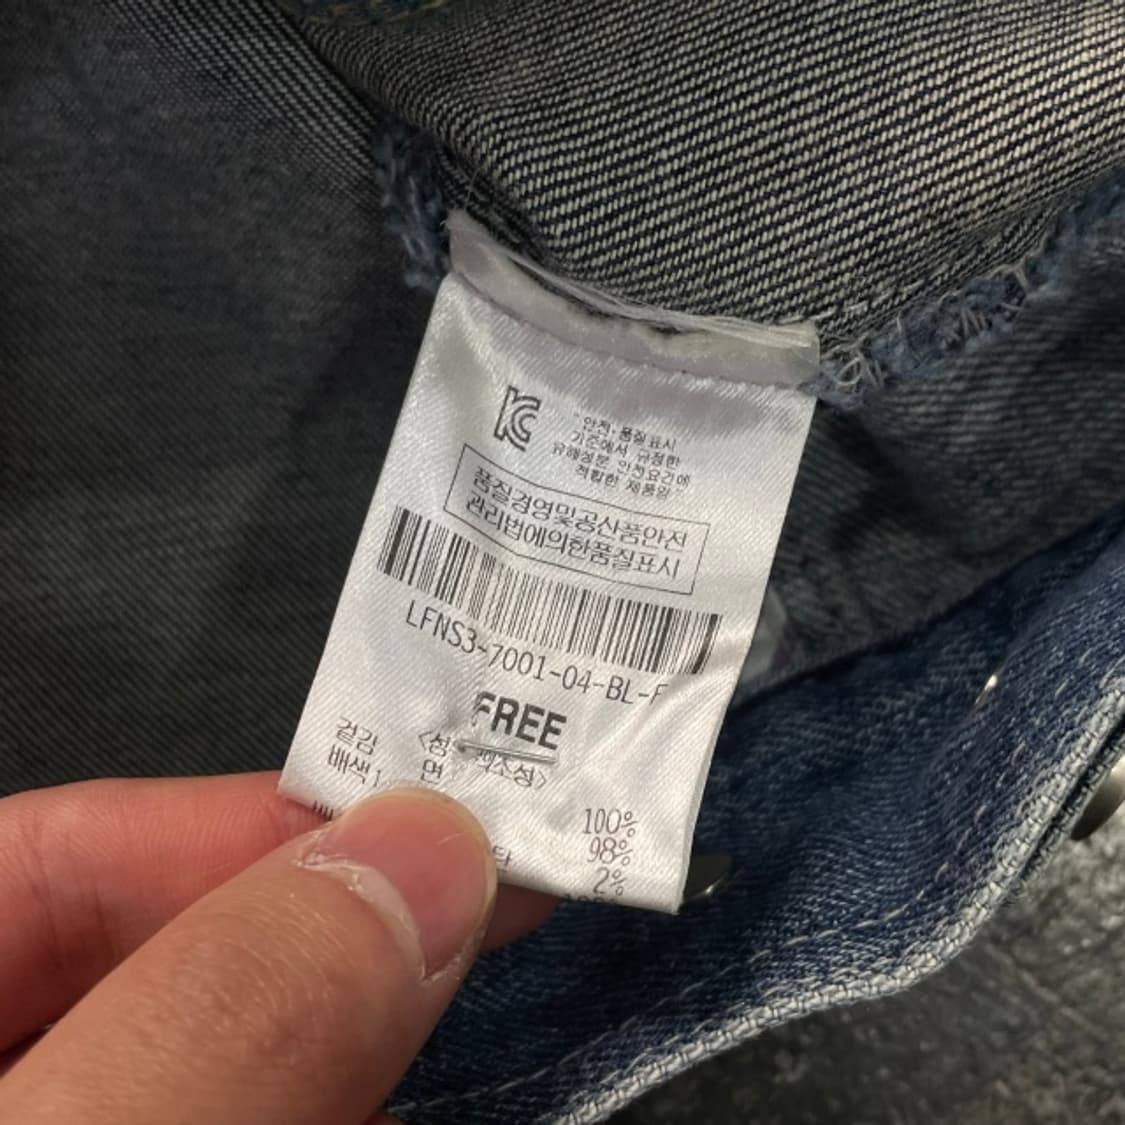 KC
"안전·품질표시
기준에서 규정한
유해성분 안전요건에
적합한 제품임"
품질경영및공산품안전
관리법에의한품질표시
LFNS3-7001-04-BL-F
FREE
겉감 면 100%
배색1 98%
2%